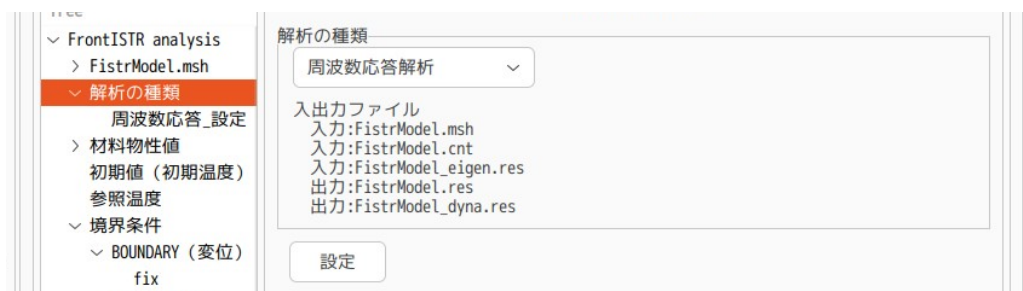 Tree
FrontISTR analysis
FistrModel.msh
解析の種類
周波数応答_設定
材料物性値
初期値（初期温度）
参照温度
境界条件
BOUNDARY（変位）
fix
解析の種類
周波数応答解析
入出力ファイル
入力:FistrModel.msh
入力:FistrModel.cnt
入力:FistrModel_eigen.res
出力:FistrModel.res
出力:FistrModel_dyna.res
設定